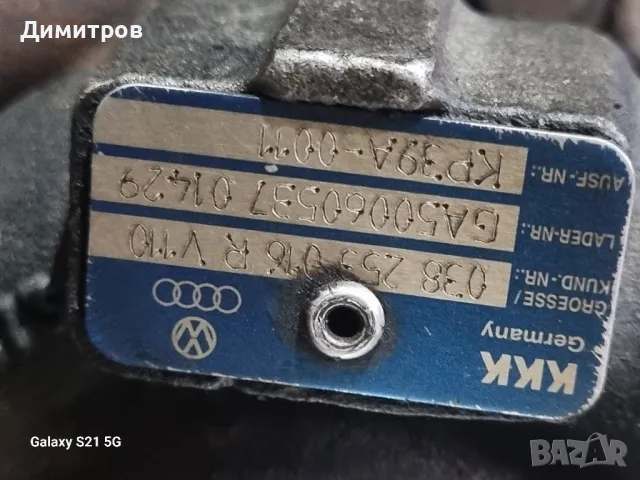 Димитров
KKK
Germany
GROESSE/
KUND.-NR.: 038 253 016 R V110
LADER-NR.: GA50060537 01429
AUSF.-NR.: KP39A-0011
Galaxy S21 5G
BAZAR